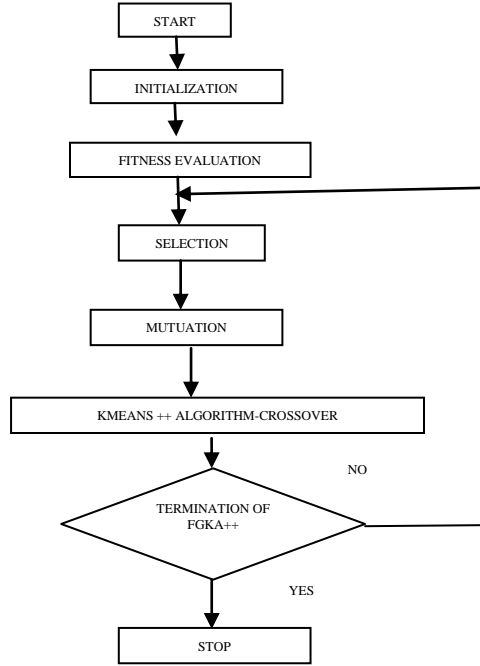 START
INITIALIZATION
FITNESS EVALUATION
SELECTION
MUTUATION
KMEANS ++ ALGORITHM-CROSSOVER
NO
TERMINATION OF
FGKA++
YES
STOP